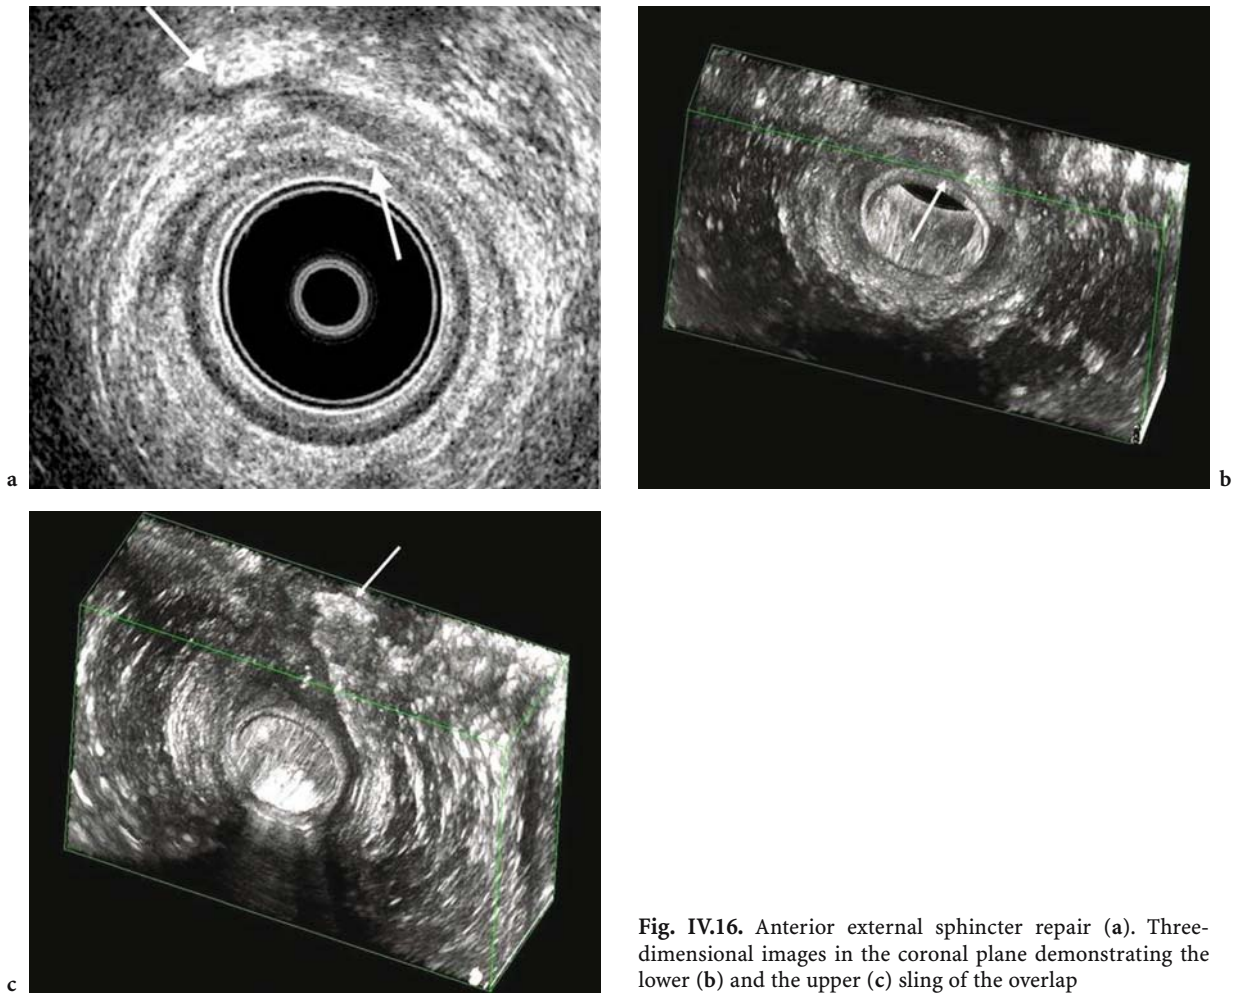 a
b
c
Fig. IV.16. Anterior external sphincter repair (a). Three-
dimensional images in the coronal plane demonstrating the
lower (b) and the upper (c) sling of the overlap